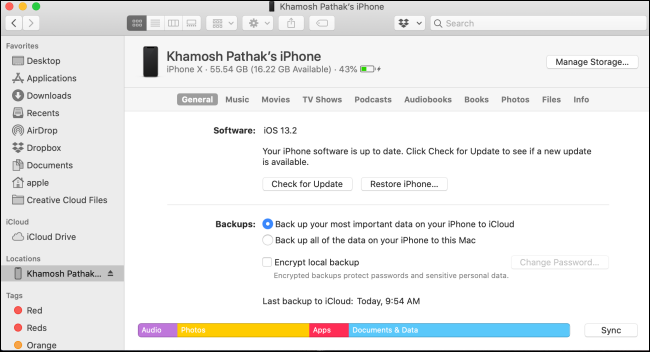 Khamosh Pathak's iPhone
Search
Favorites
Desktop
Applications
Downloads
Recents
AirDrop
Dropbox
Documents
apple
Creative Cloud Files
iCloud
iCloud Drive
Locations
Khamosh Pathak...
Tags
Red
Reds
Orange
Khamosh Pathak's iPhone
iPhone X · 55.54 GB (16.22 GB Available) · 43%
Manage Storage...
General Music Movies TV Shows Podcasts Audiobooks Books Photos Files Info
Software: iOS 13.2
Your iPhone software is up to date. Click Check for Update to see if a new update
is available.
Check for Update Restore iPhone...
Backups: Back up your most important data on your iPhone to iCloud
Back up all of the data on your iPhone to this Mac
Encrypt local backup Change Password...
Encrypted backups protect passwords and sensitive personal data.
Last backup to iCloud: Today, 9:54 AM
Audio Photos Apps Documents & Data Sync